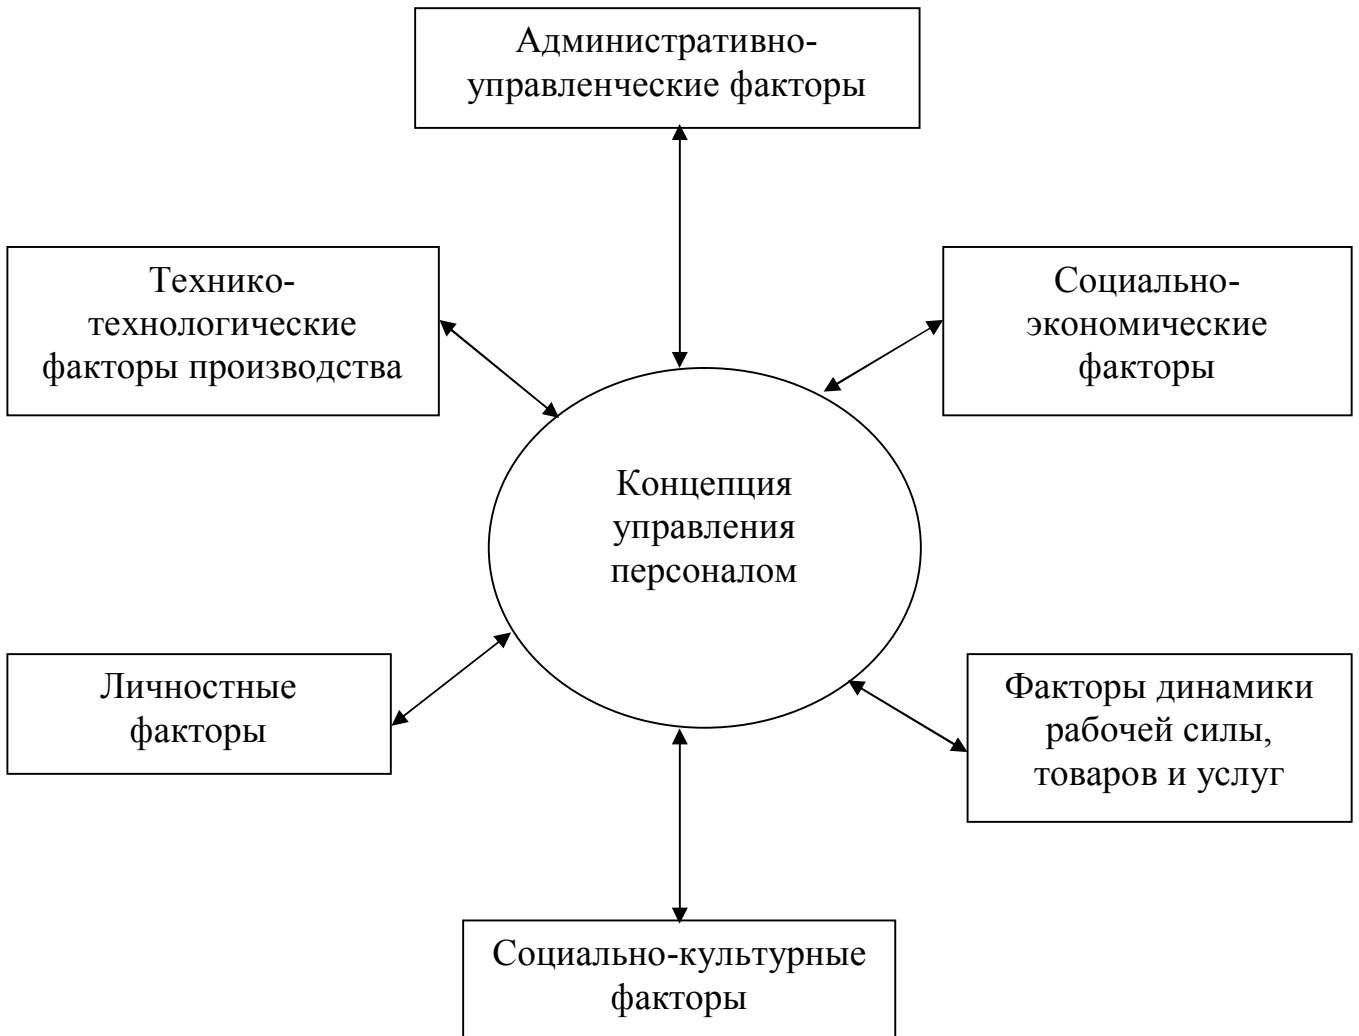 Административно-
управленческие факторы
Технико-
технологические
факторы производства
Социально-
экономические
факторы
Концепция
управления
персоналом
Личностные
факторы
Факторы динамики
рабочей силы,
товаров и услуг
Социально-культурные
факторы